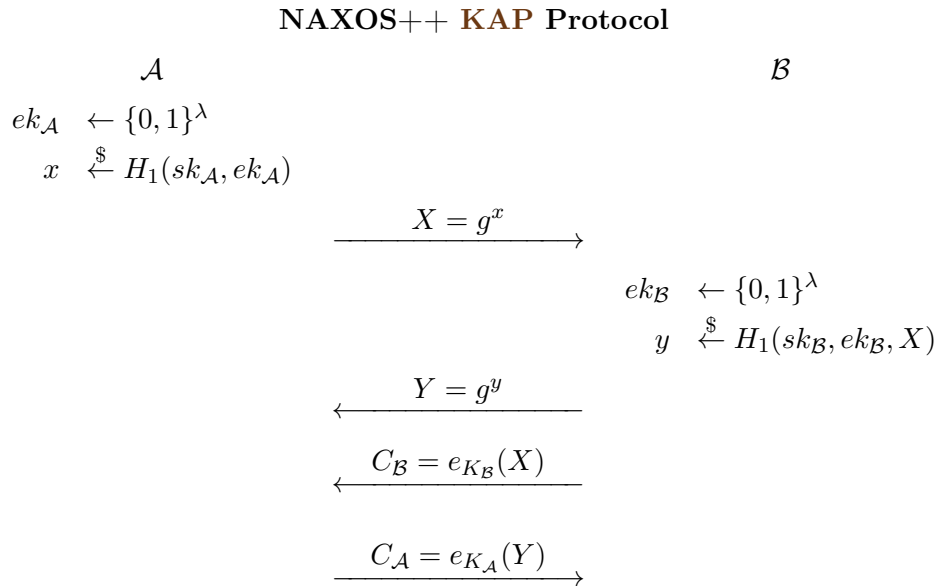 NAXOS++ KAP Protocol
𝒜 ℬ
ek_𝒜 ← {0, 1}^λ
x ←$ H_1(sk_𝒜, ek_𝒜)
X = g^x
ek_ℬ ← {0, 1}^λ
y ←$ H_1(sk_ℬ, ek_ℬ, X)
Y = g^y
C_ℬ = e_{K_ℬ}(X)
C_𝒜 = e_{K_𝒜}(Y)